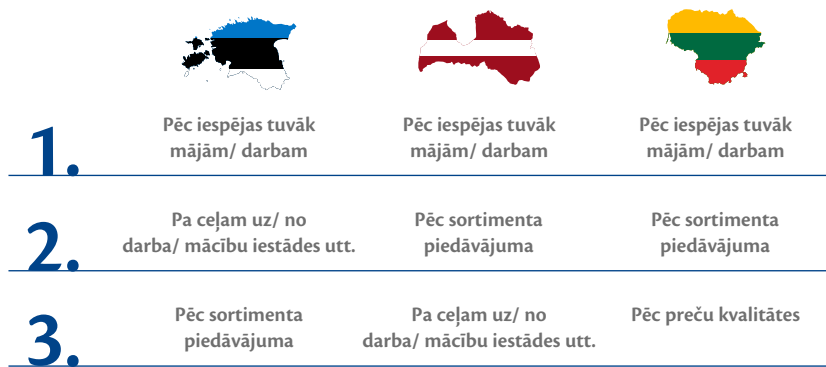 1.
Pēc iespējas tuvāk
mājām/ darbam
Pēc iespējas tuvāk
mājām/ darbam
Pēc iespējas tuvāk
mājām/ darbam
2.
Pa ceļam uz/ no
darba/ mācību iestādes utt.
Pēc sortimenta
piedāvājuma
Pēc sortimenta
piedāvājuma
3.
Pēc sortimenta
piedāvājuma
Pa ceļam uz/ no
darba/ mācību iestādes utt.
Pēc preču kvalitātes